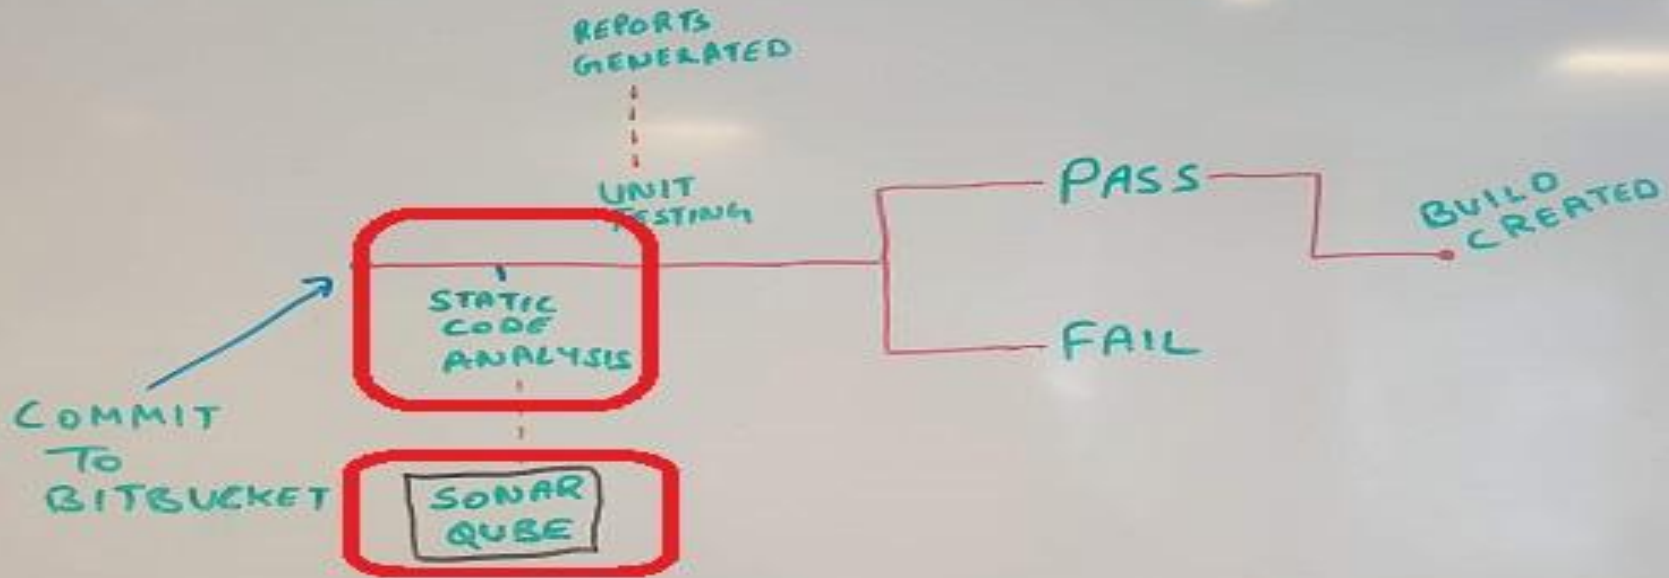 REPORTS
GENERATED
UNIT
TESTING
STATIC
CODE
ANALYSIS
COMMIT
TO
BITBUCKET
SONAR
QUBE
PASS
FAIL
BUILD
CREATED